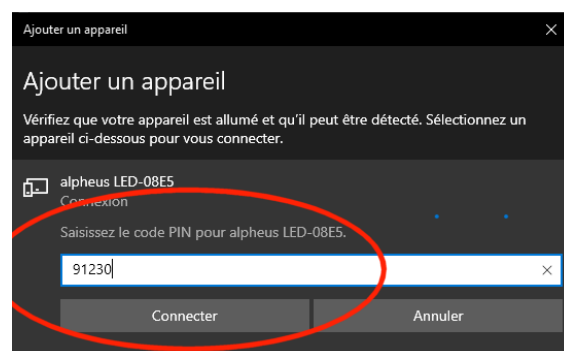 Ajouter un appareil
Ajouter un appareil
Vérifiez que votre appareil est allumé et qu'il peut être détecté. Sélectionnez un
appareil ci-dessous pour vous connecter.
alpheus LED-08E5
Connexion
Saisissez le code PIN pour alpheus LED-08E5.
91230
Connecter
Annuler